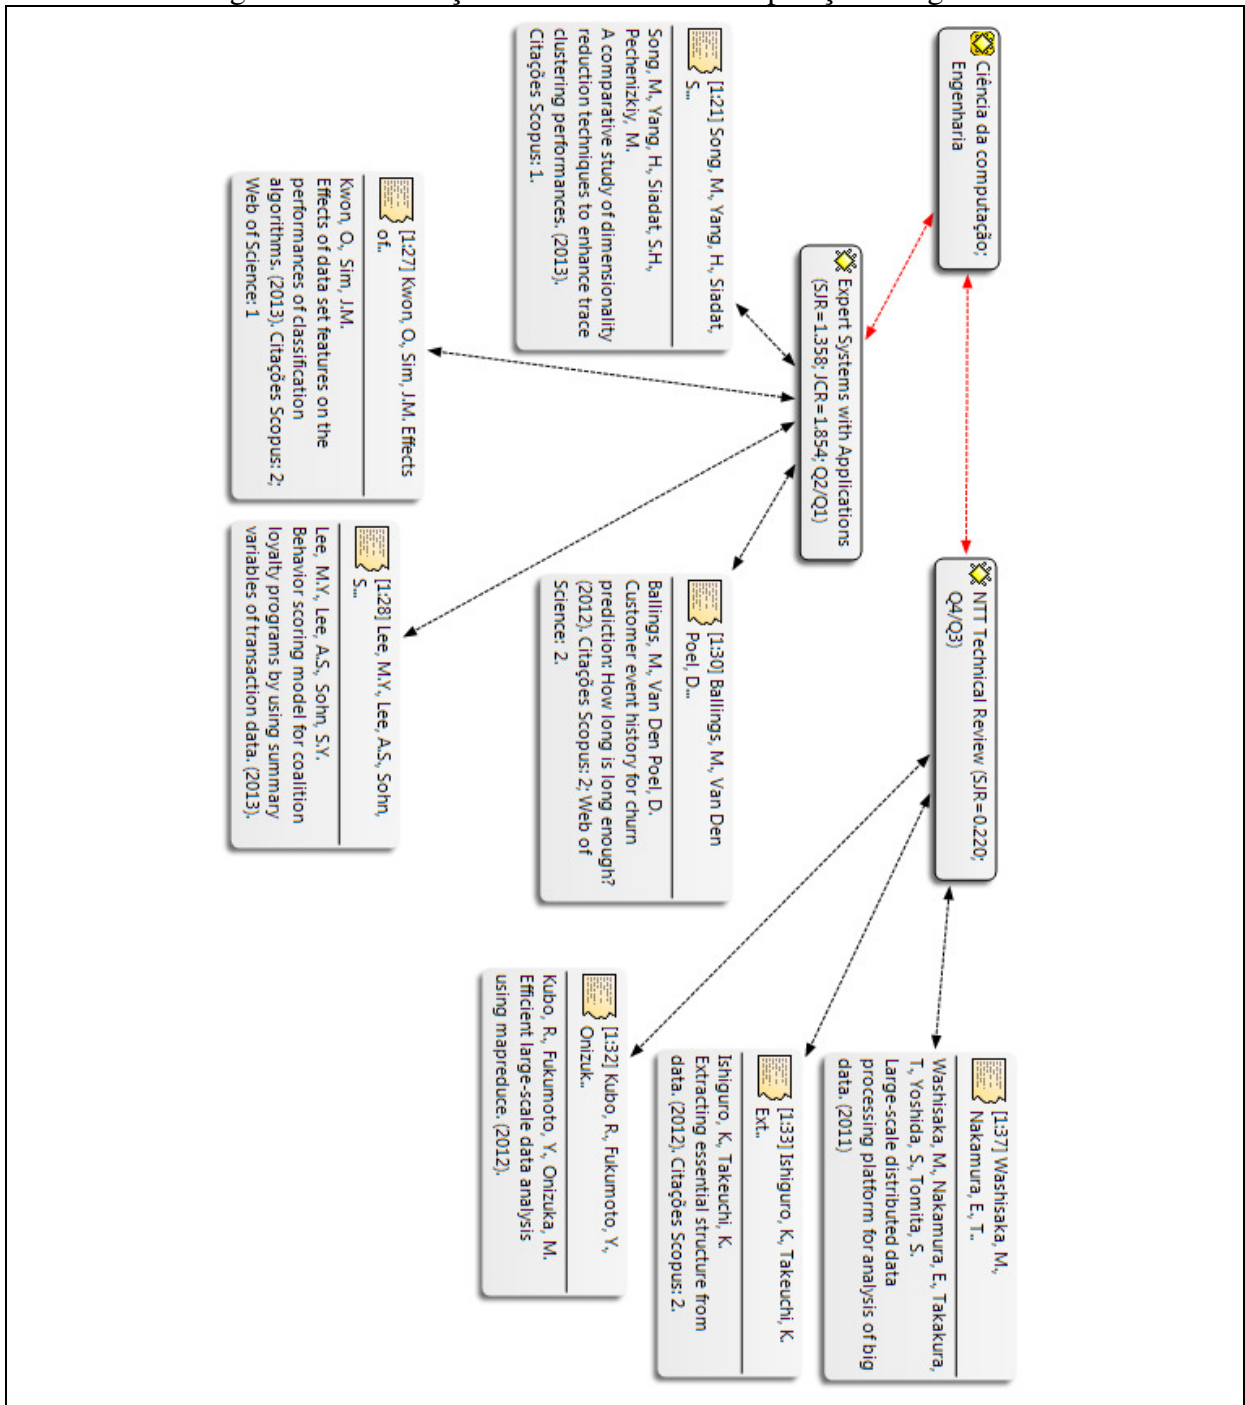 Ciência da computação;
Engenharia
Expert Systems with Applications
(SJR=1.358; JCR=1.854; Q2/Q1)
NTT Technical Review (SJR=0.220;
Q4/Q3)
[1:21] Song, M., Yang, H., Siadat,
S...
Song, M., Yang, H., Siadat, S.H.,
Pechenizkiy, M.
A comparative study of dimensionality
reduction techniques to enhance trace
clustering performances. (2013).
Citações Scopus: 1.
[1:27] Kwon, O., Sim, J.M. Effects
of..
Kwon, O., Sim, J.M.
Effects of data set features on the
performances of classification
algorithms. (2013). Citações Scopus: 2;
Web of Science: 1
[1:28] Lee, M.Y., Lee, A.S., Sohn,
S...
Lee, M.Y., Lee, A.S., Sohn, S.Y.
Behavior scoring model for coalition
loyalty programs by using summary
variables of transaction data. (2013).
[1:30] Ballings, M., Van Den
Poel, D...
Ballings, M., Van Den Poel, D.
Customer event history for churn
prediction: How long is long enough?
(2012). Citações Scopus: 2; Web of
Science: 2.
[1:32] Kubo, R., Fukumoto, Y.,
Onizuk..
Kubo, R., Fukumoto, Y., Onizuka, M.
Efficient large-scale data analysis
using mapreduce. (2012).
[1:33] Ishiguro, K., Takeuchi, K.
Ext..
Ishiguro, K., Takeuchi, K.
Extracting essential structure from
data. (2012). Citações Scopus: 2.
[1:37] Washisaka, M.,
Nakamura, E., T..
Washisaka, M., Nakamura, E., Takakura,
T., Yoshida, S., Tomita, S.
Large-scale distributed data
processing platform for analysis of big
data. (2011)